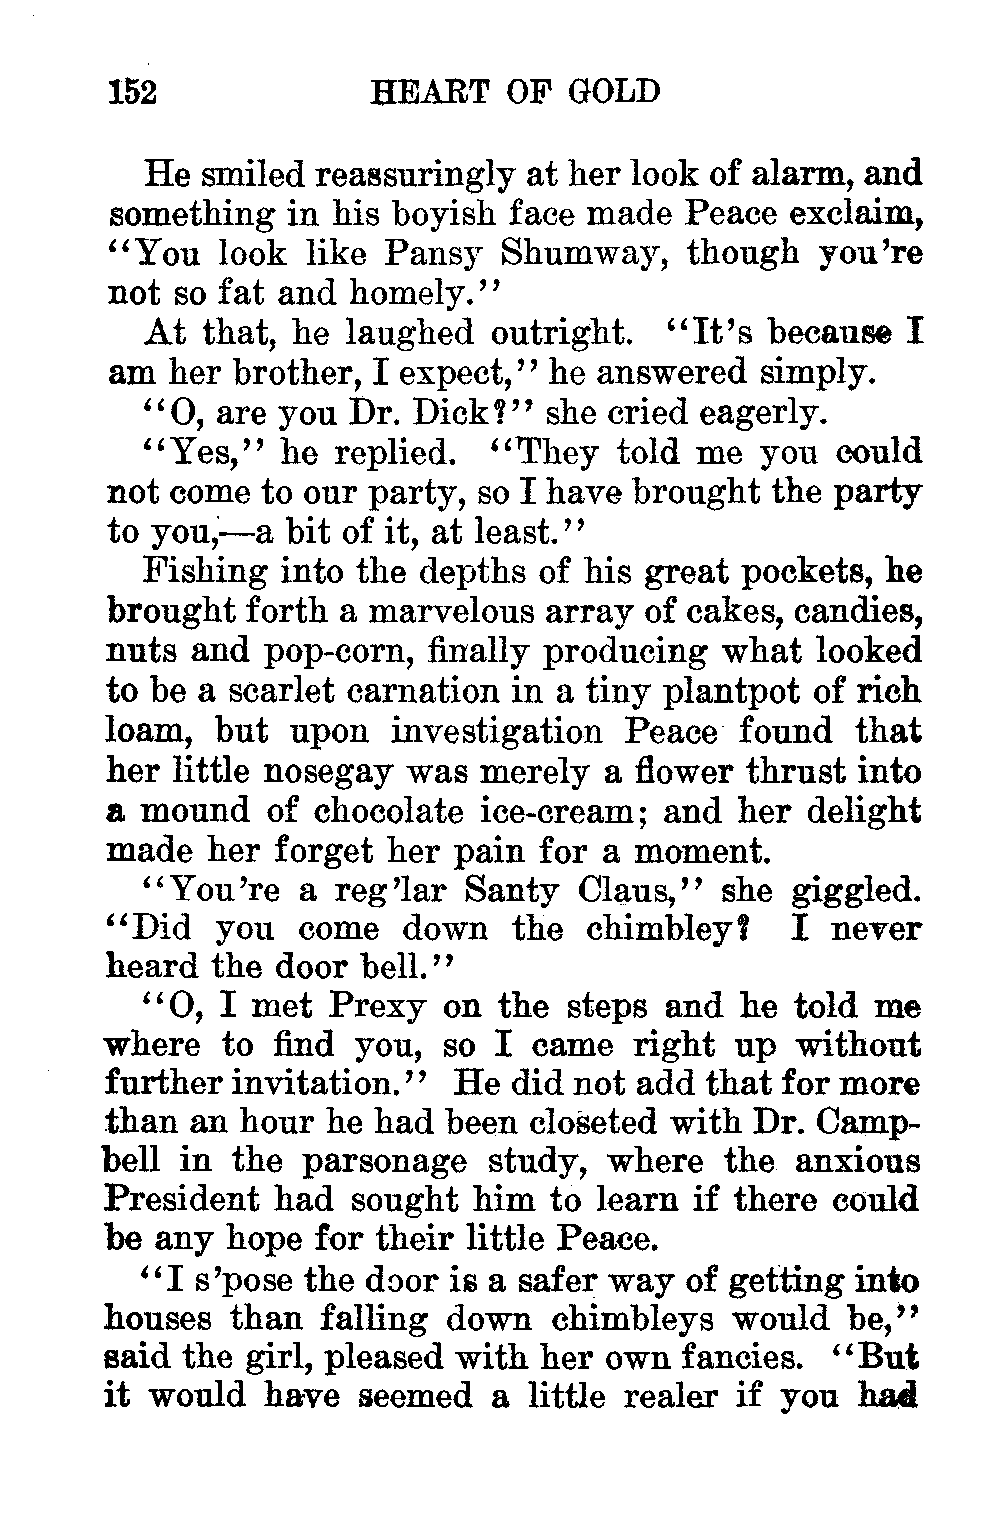 152 HEART OF GOLD
He smiled reassuringly at her look of alarm, and
something in his boyish face made Peace exclaim,
"You look like Pansy Shumway, though you're
not so fat and homely."
At that, he laughed outright. "It's because I
am her brother, I expect," he answered simply.
"O, are you Dr. Dick?" she cried eagerly.
"Yes," he replied. "They told me you could
not come to our party, so I have brought the party
to you,—a bit of it, at least."
Fishing into the depths of his great pockets, he
brought forth a marvelous array of cakes, candies,
nuts and pop-corn, finally producing what looked
to be a scarlet carnation in a tiny plantpot of rich
loam, but upon investigation Peace found that
her little nosegay was merely a flower thrust into
a mound of chocolate ice-cream; and her delight
made her forget her pain for a moment.
"You're a reg'lar Santy Claus," she giggled.
"Did you come down the chimbley? I never
heard the door bell."
"O, I met Prexy on the steps and he told me
where to find you, so I came right up without
further invitation." He did not add that for more
than an hour he had been closeted with Dr. Camp-
bell in the parsonage study, where the anxious
President had sought him to learn if there could
be any hope for their little Peace.
"I s'pose the door is a safer way of getting into
houses than falling down chimbleys would be,"
said the girl, pleased with her own fancies. "But
it would have seemed a little realer if you had